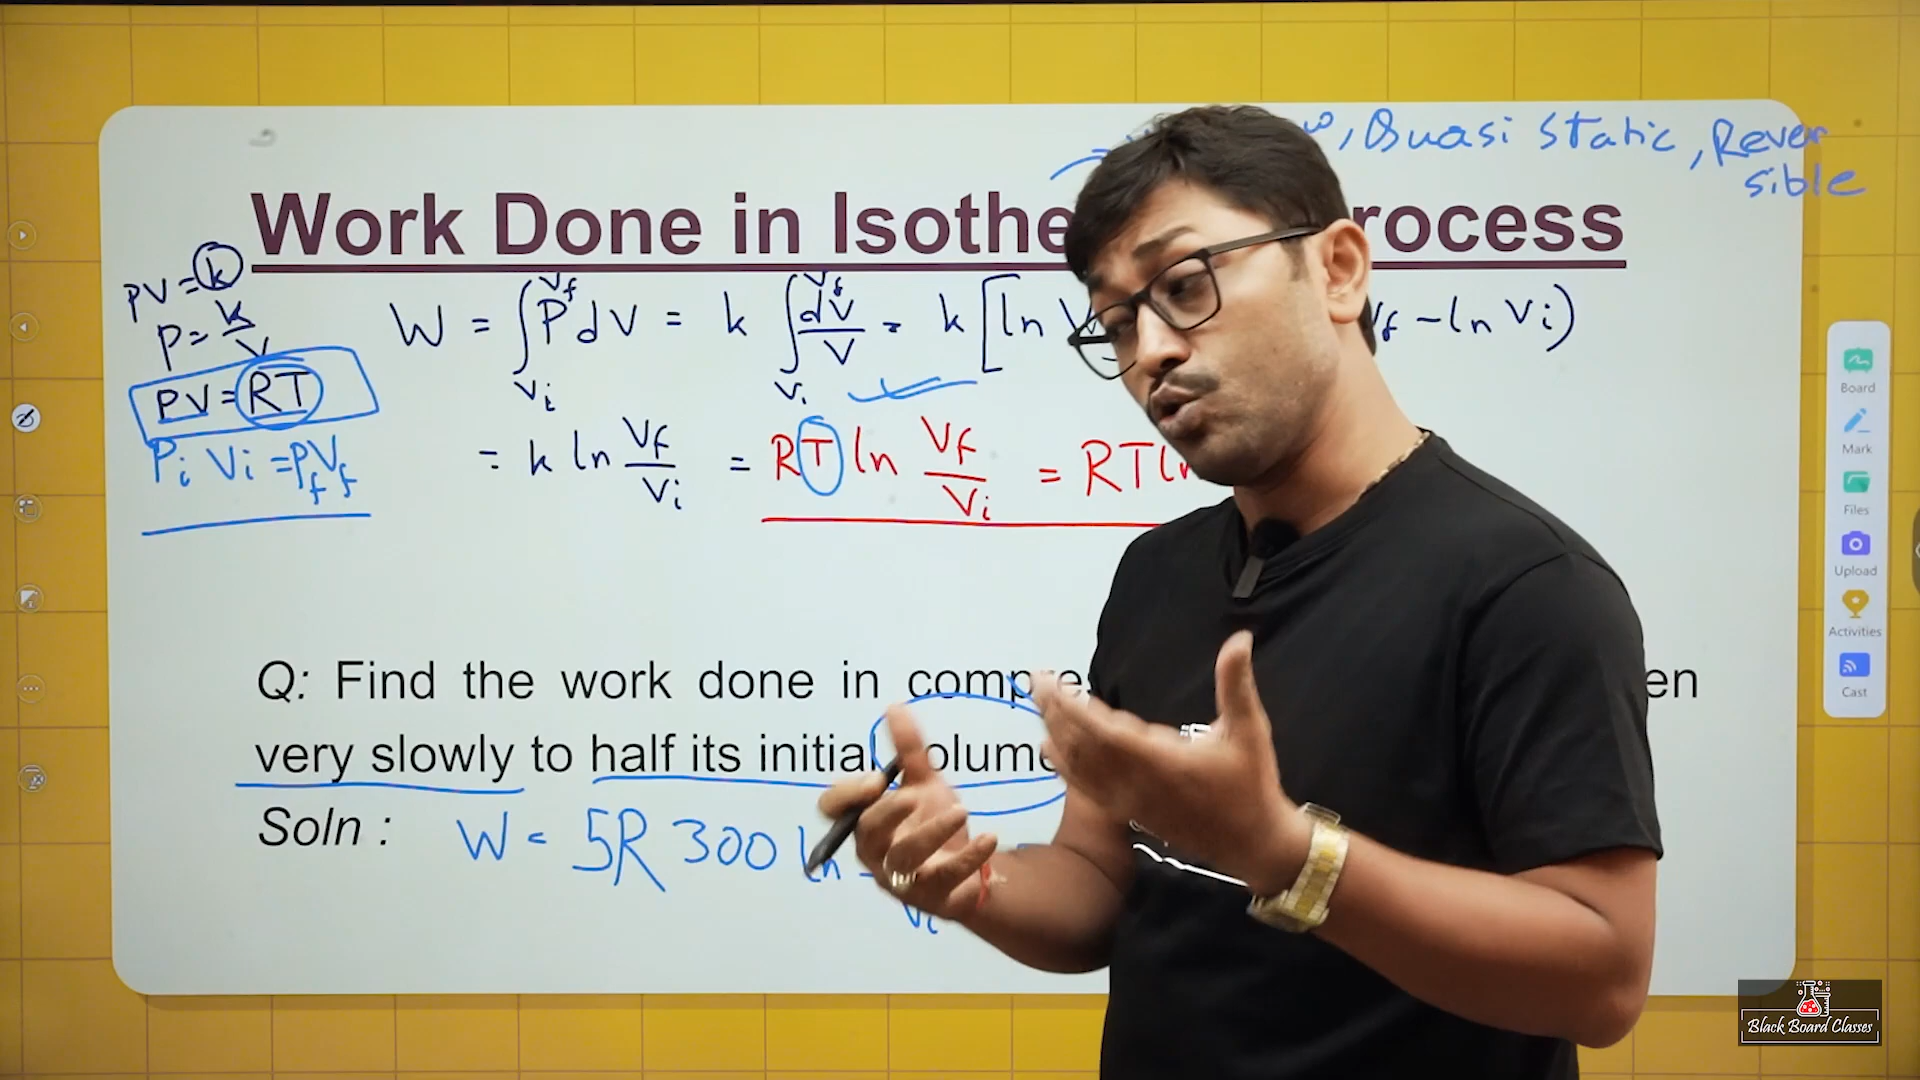 , Quasi Static, Rever
sible
Work Done in Isothe rocess
PV = k
P = k/V
W = ∫ P dV = k ∫ dV/V = k [ln V f - ln Vi)
Vf Vf
Vi Vi
PV = RT
Pi Vi = Pf Vf
= k ln Vf/Vi = RT ln Vf/Vi = RT ln
Q: Find the work done in compre en
very slowly to half its initial olume
Soln : W = 5R 300 ln
Vi
Board
Mark
Files
Upload
Activities
Cast
Black Board Classes